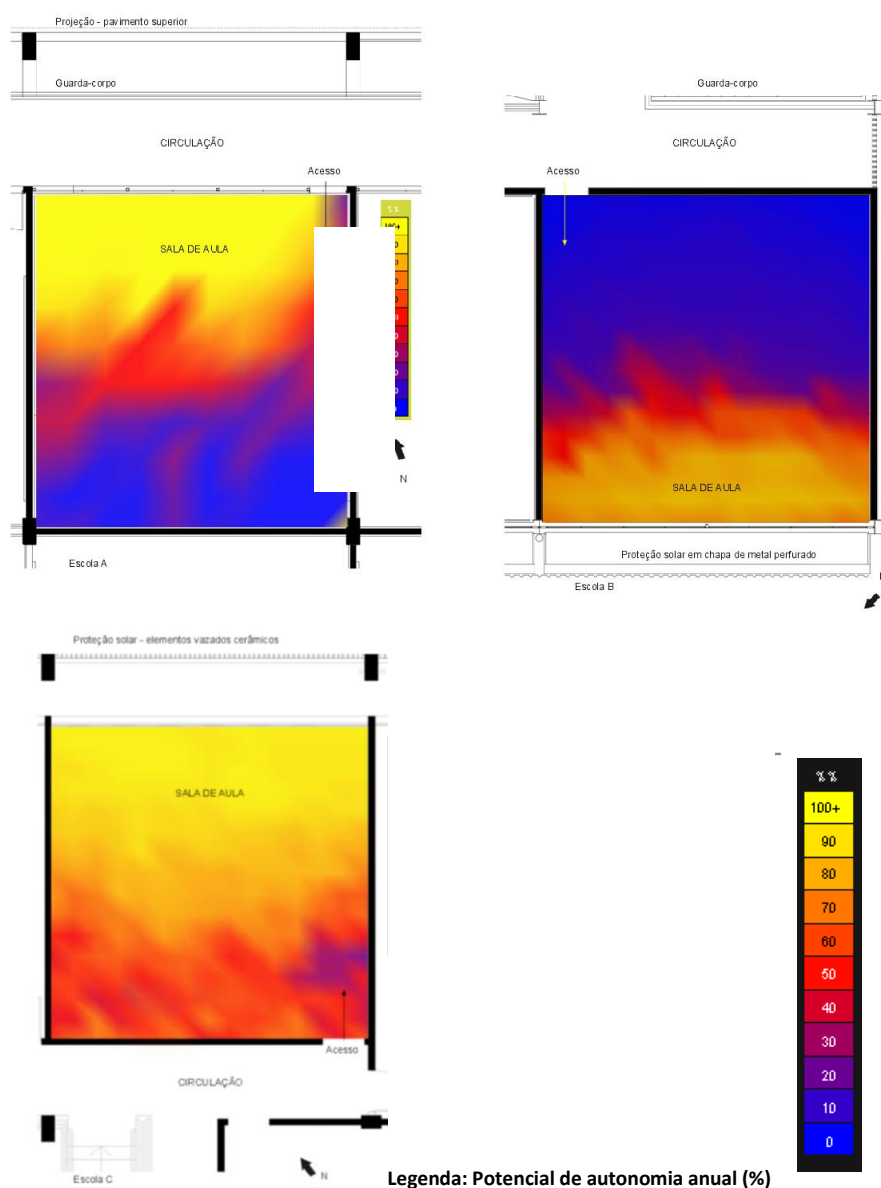 Projeção - pavimento superior
Guarda-corpo
CIRCULAÇÃO
Acesso
SALA DE AULA
%%
100+
N
Escola A
Guarda-corpo
CIRCULAÇÃO
Acesso
SALA DE AULA
Proteção solar em chapa de metal perfurado
Escola B
Proteção solar - elementos vazados cerâmicos
SALA DE AULA
Acesso
CIRCULAÇÃO
N
Escola C
%%
100+
90
80
70
60
50
40
30
20
10
0
Legenda: Potencial de autonomia anual (%)